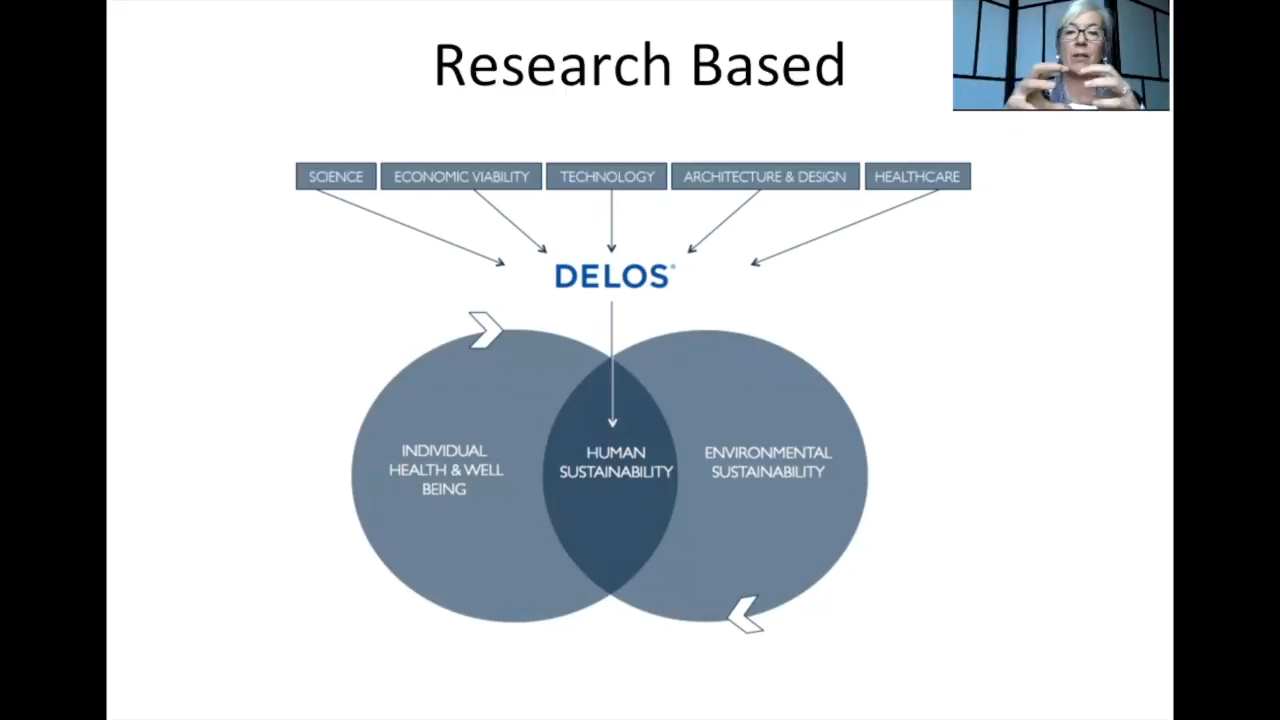 Research Based
SCIENCE
ECONOMIC VIABILITY
TECHNOLOGY
ARCHITECTURE & DESIGN
HEALTHCARE
DELOS®
INDIVIDUAL
HEALTH & WELL
BEING
HUMAN
SUSTAINABILITY
ENVIRONMENTAL
SUSTAINABILITY